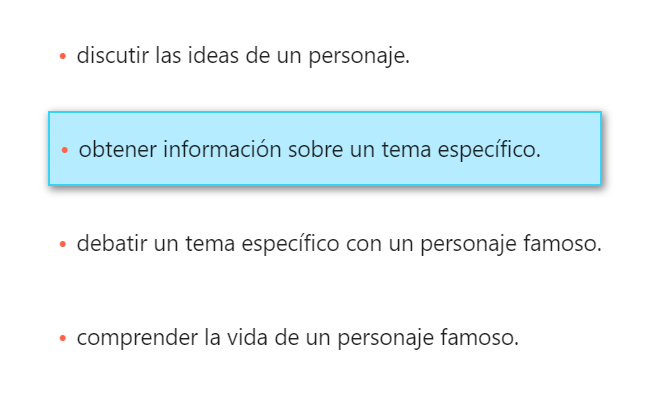 • discutir las ideas de un personaje.
• obtener información sobre un tema específico.
• debatir un tema específico con un personaje famoso.
• comprender la vida de un personaje famoso.